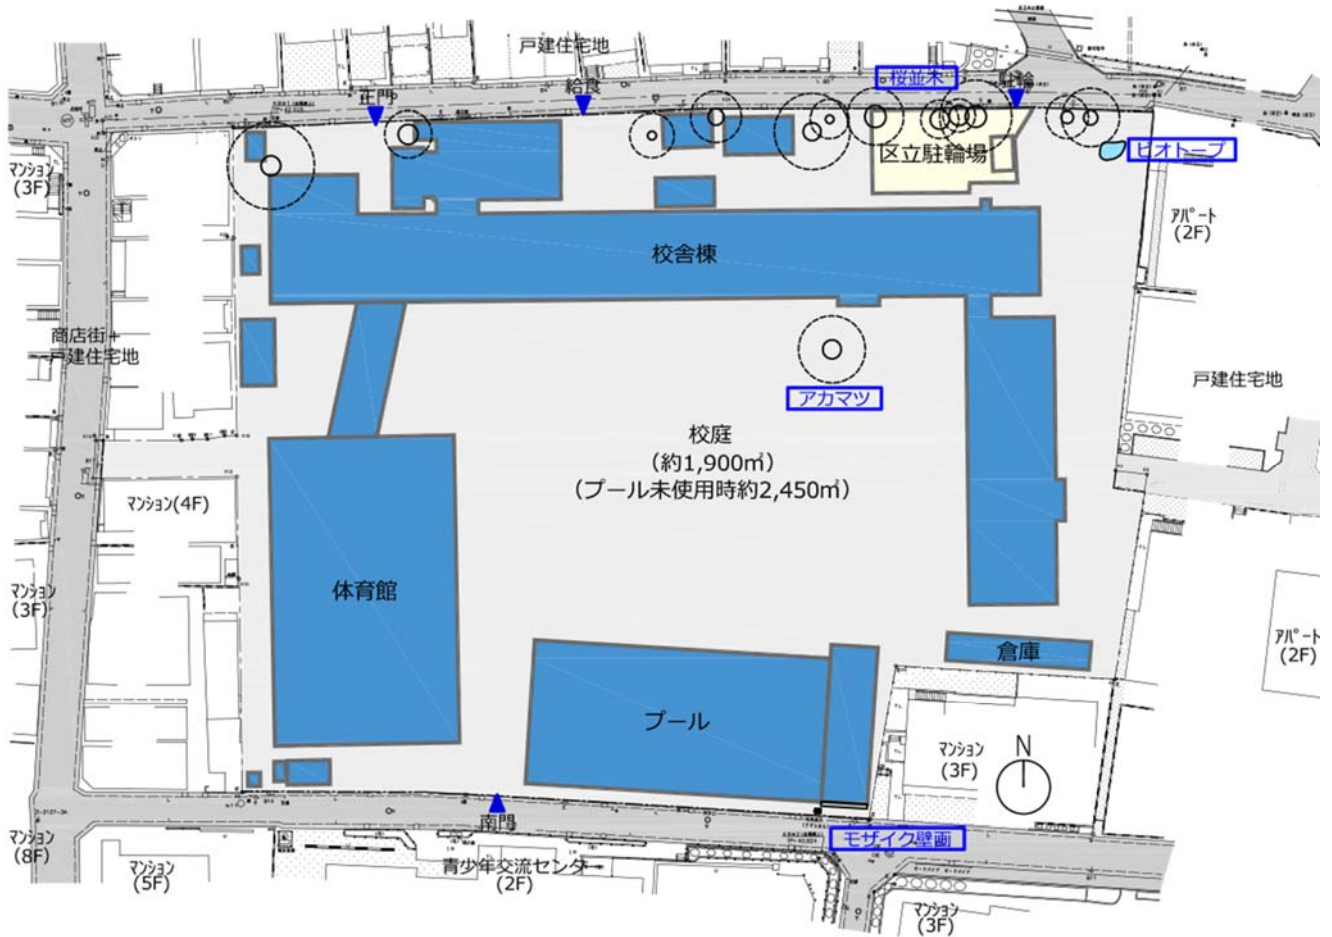 戸建住宅地
桜並木
正門
給食
区立駐輪場
ビオトープ
マンション
(3F)
アパート
(2F)
校舎棟
商店街+
戸建住宅地
アカマツ
戸建住宅地
校庭
(約1,900㎡)
(プール未使用時約2,450㎡)
マンション(4F)
マンション
(3F)
体育館
倉庫
アパート
(2F)
プール
マンション
(3F)
N
南門
モザイク壁画
マンション
(8F)
マンション
(5F)
青少年交流センタ
(2F)
マンション
(3F)